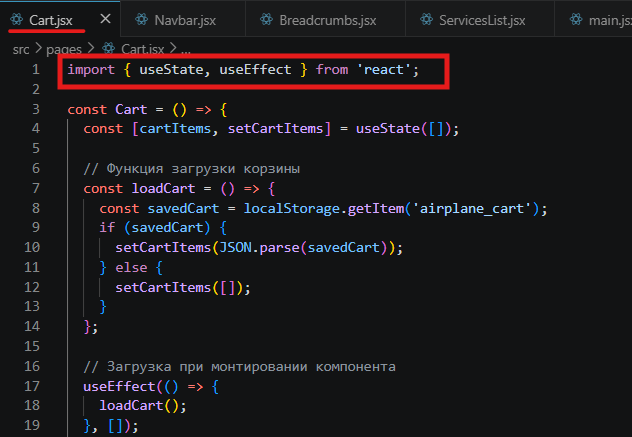 Cart.jsx × Navbar.jsx Breadcrumbs.jsx ServicesList.jsx main.jsx
src > pages > Cart.jsx > ...
1 import { useState, useEffect } from 'react';
2
3 const Cart = () => {
4 const [cartItems, setCartItems] = useState([]);
5
6 // Функция загрузки корзины
7 const loadCart = () => {
8 const savedCart = localStorage.getItem('airplane_cart');
9 if (savedCart) {
10 setCartItems(JSON.parse(savedCart));
11 } else {
12 setCartItems([]);
13 }
14 };
15
16 // Загрузка при монтировании компонента
17 useEffect(() => {
18 loadCart();
19 }, []);